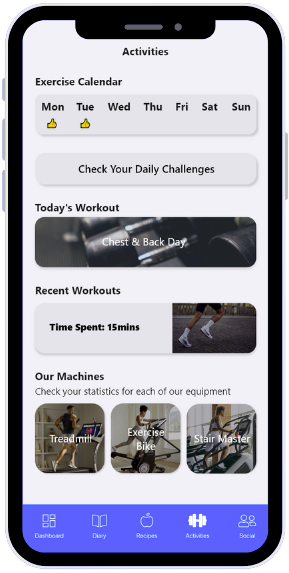 Activities
Exercise Calendar
Mon Tue Wed Thu Fri Sat Sun
Check Your Daily Challenges
Today's Workout
Chest & Back Day
Recent Workouts
Time Spent: 15mins
Our Machines
Check your statistics for each of our equipment
Treadmill
Exercise
Bike
Stair Master
Dashboard Diary Recipes Activities Social